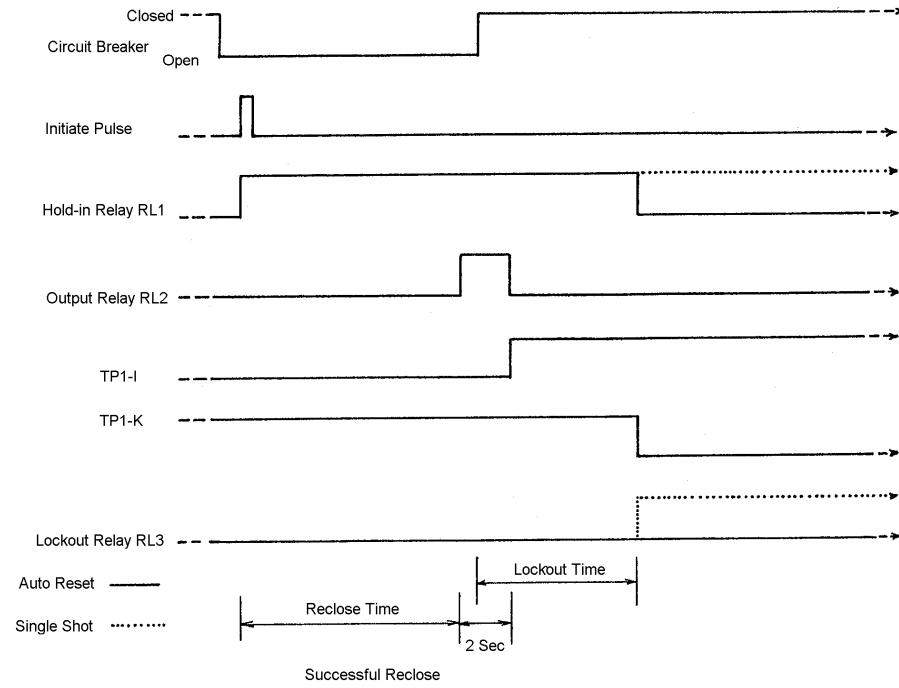 Closed
Circuit Breaker
Open
Initiate Pulse
Hold-in Relay RL1
Output Relay RL2
TP1-I
TP1-K
Lockout Relay RL3
Lockout Time
Auto Reset
Reclose Time
Single Shot
2 Sec
Successful Reclose